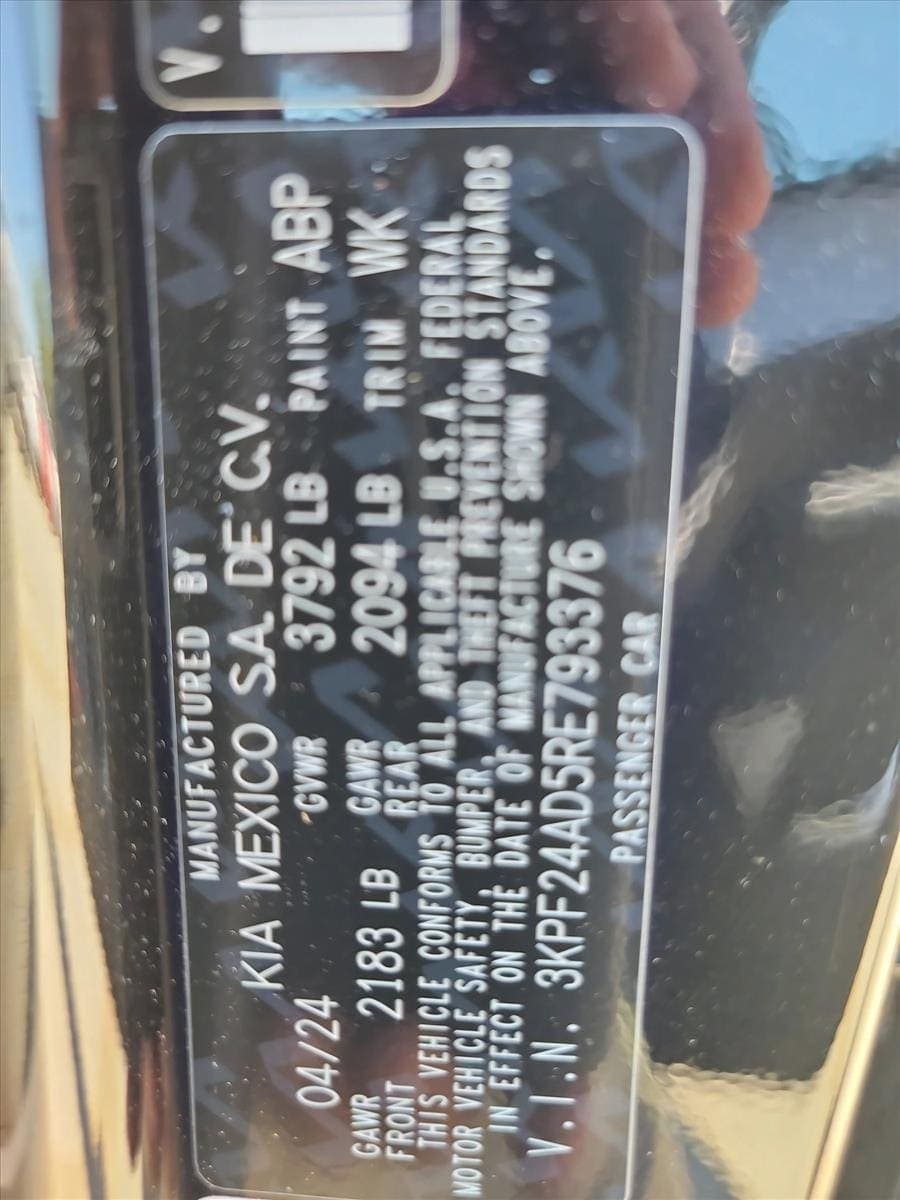 V.
MANUFACTURED BY
KIA MEXICO S.A. DE C.V.
04/24 GVWR 3792 LB PAINT ABP
GAWR FRONT 2183 LB GAWR REAR 2094 LB TRIM WK
THIS VEHICLE CONFORMS TO ALL APPLICABLE U.S.A. FEDERAL
MOTOR VEHICLE SAFETY, BUMPER, AND THEFT PREVENTION STANDARDS
IN EFFECT ON THE DATE OF MANUFACTURE SHOWN ABOVE.
V.I.N. 3KPF24AD5RE793376
PASSENGER CAR